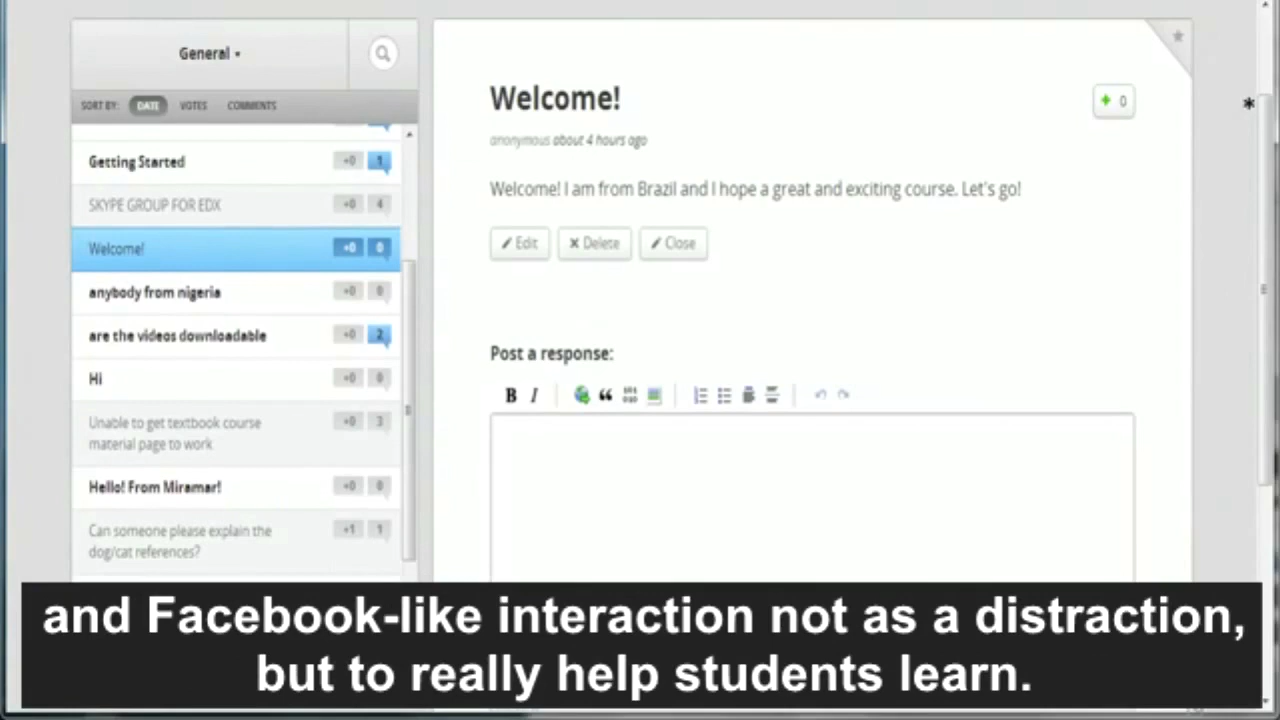 General ▾
SORT BY: DATE VOTES COMMENTS
Getting Started +0 1
SKYPE GROUP FOR EDX +0 4
Welcome! +0 0
anybody from nigeria +0 0
are the videos downloadable +0 2
Hi +0 0
Unable to get textbook course +0 3
material page to work
Hello! From Miramar! +0 0
Can someone please explain the +1 1
dog/cat references?
Welcome!
+ 0
*
anonymous about 4 hours ago
Welcome! I am from Brazil and I hope a great and exciting course. Let's go!
Edit Delete Close
Post a response:
B I
and Facebook-like interaction not as a distraction,
but to really help students learn.